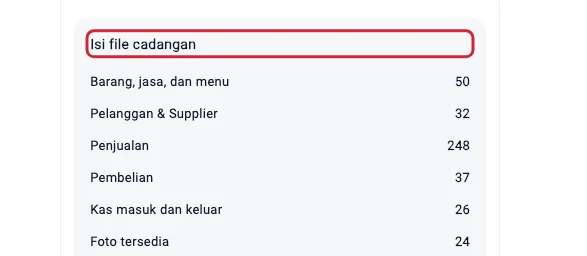 Isi file cadangan
Barang, jasa, dan menu 50
Pelanggan & Supplier 32
Penjualan 248
Pembelian 37
Kas masuk dan keluar 26
Foto tersedia 24